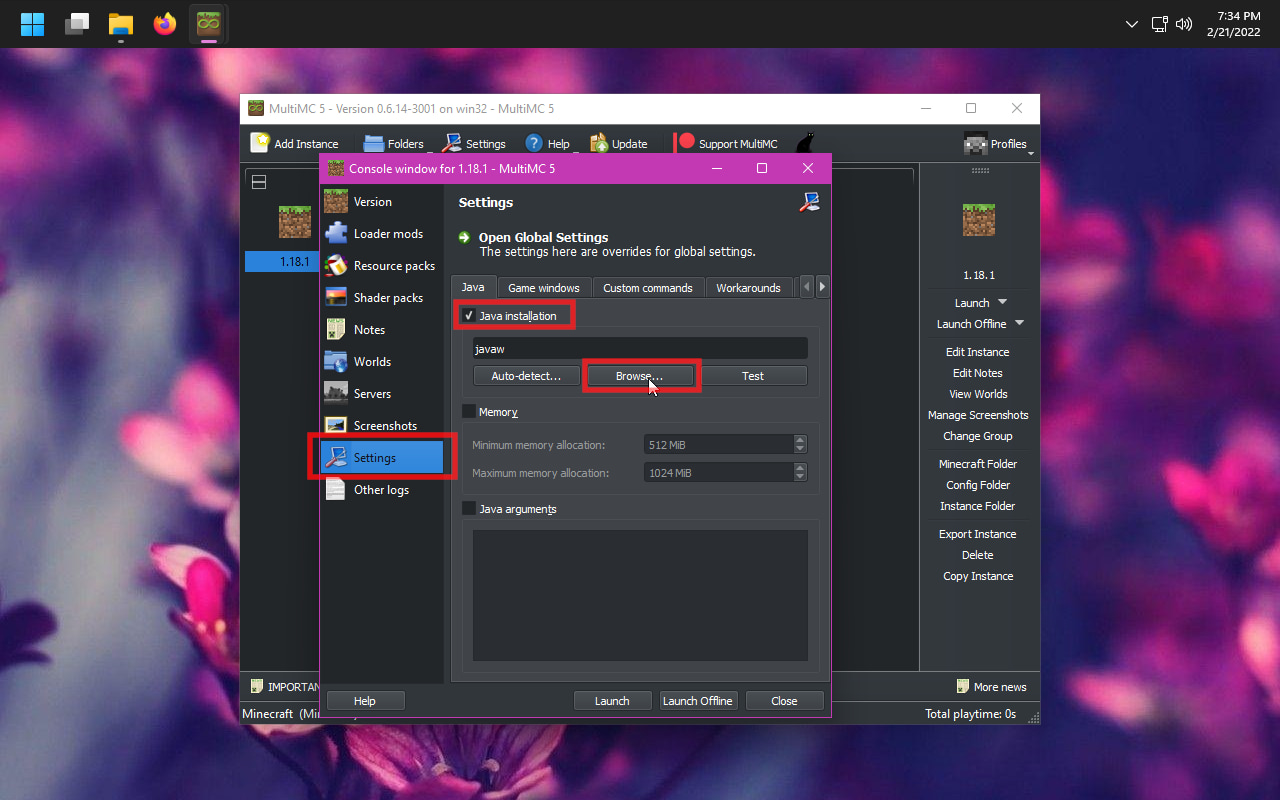 7:34 PM
2/21/2022
MultiMC 5 - Version 0.6.14-3001 on win32 - MultiMC 5
Add Instance
Folders
Settings
Help
Update
Support MultiMC
Profiles
Console window for 1.18.1 - MultiMC 5
1.18.1
Version
Loader mods
Resource packs
Shader packs
Notes
Worlds
Servers
Screenshots
Settings
Other logs
Settings
Open Global Settings
The settings here are overrides for global settings.
Java
Game windows
Custom commands
Workarounds
Java installation
javaw
Auto-detect...
Browse...
Test
Memory
Minimum memory allocation:
512 MiB
Maximum memory allocation:
1024 MiB
Java arguments
Help
Launch
Launch Offline
Close
1.18.1
Launch
Launch Offline
Edit Instance
Edit Notes
View Worlds
Manage Screenshots
Change Group
Minecraft Folder
Config Folder
Instance Folder
Export Instance
Delete
Copy Instance
More news
Minecraft
Total playtime: 0s